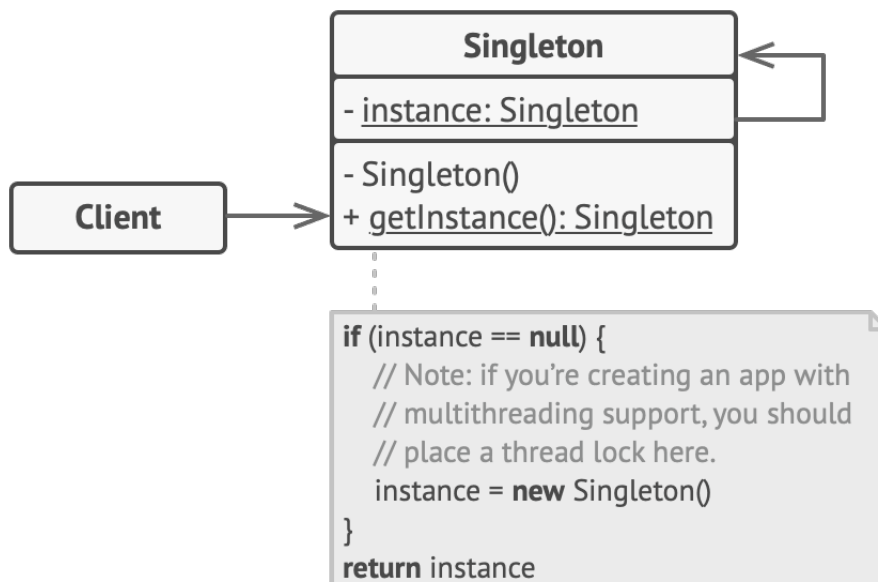 Singleton
- instance: Singleton
- Singleton()
+ getInstance(): Singleton
Client
if (instance == null) {
// Note: if you’re creating an app with
// multithreading support, you should
// place a thread lock here.
instance = new Singleton()
}
return instance